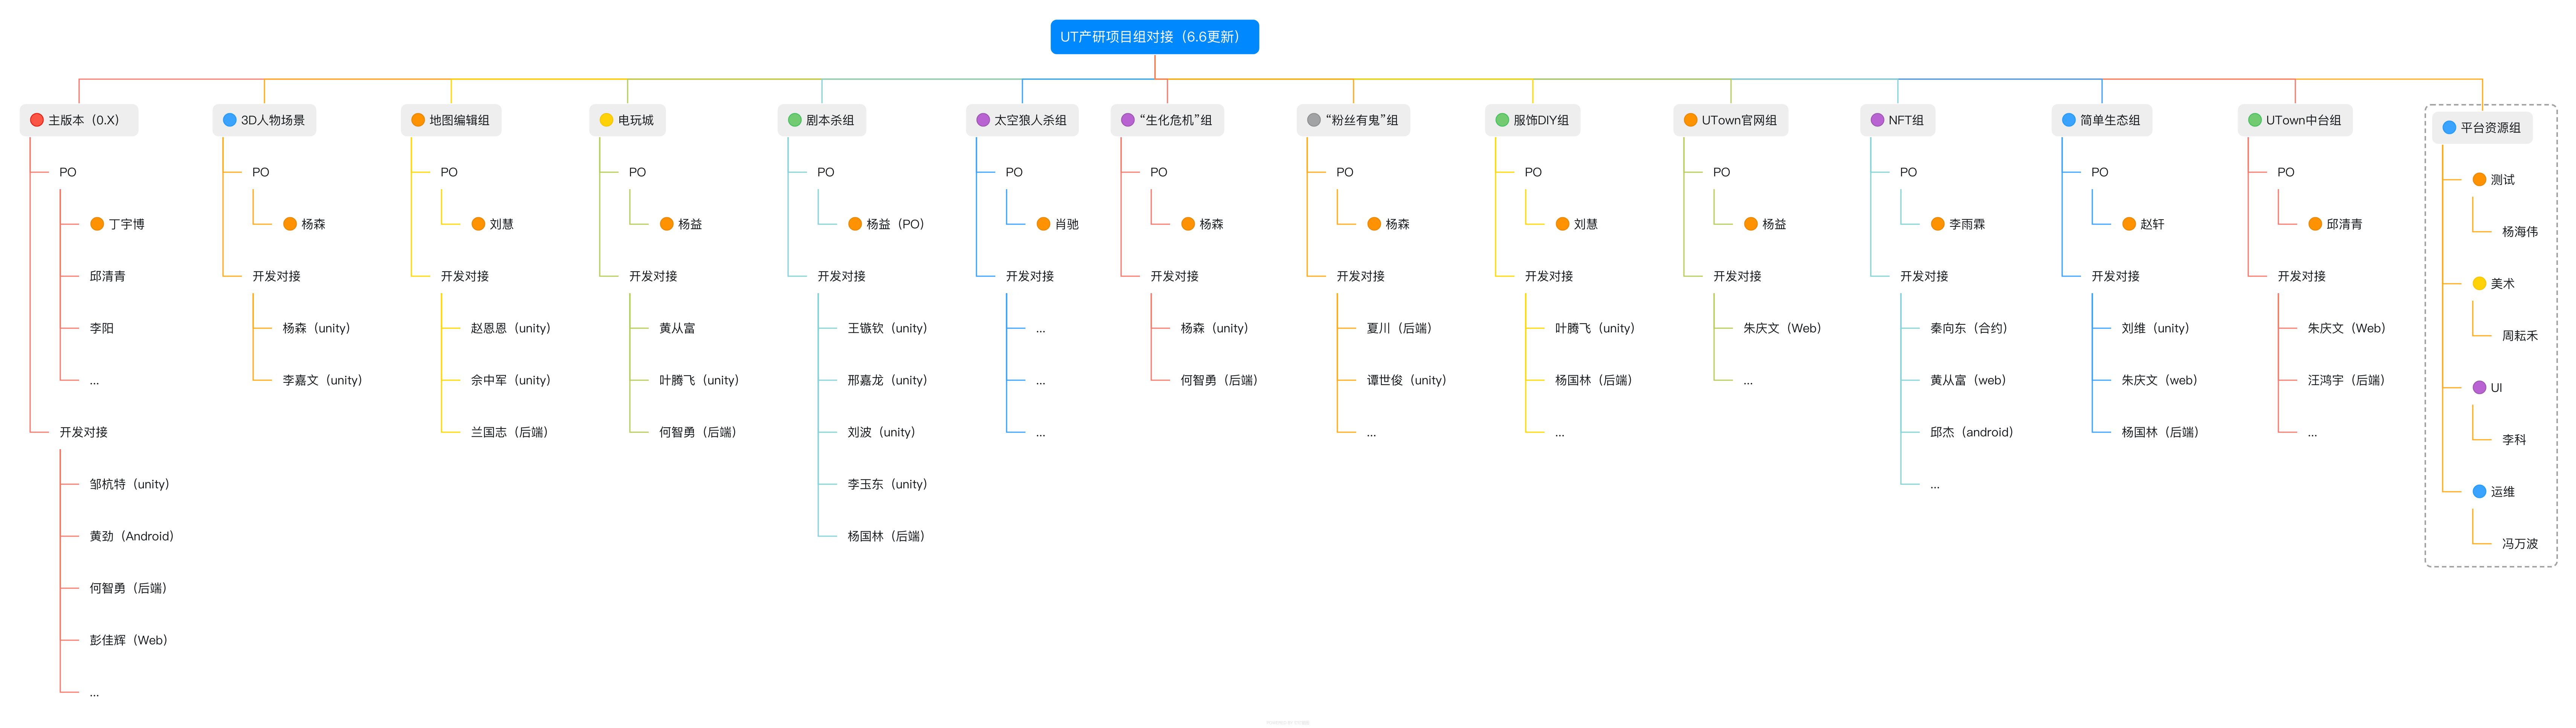 UT产研项目组对接（6.6更新）
主版本（0.X）
PO
丁宇博
邱清青
李阳
...
开发对接
邹杭特（unity）
黄劲（Android）
何智勇（后端）
彭佳辉（Web）
...
3D人物场景
PO
杨森
开发对接
杨森（unity）
李嘉文（unity）
地图编辑组
PO
刘慧
开发对接
赵恩恩（unity）
佘中军（unity）
兰国志（后端）
电玩城
PO
杨益
开发对接
黄从富
叶腾飞（unity）
何智勇（后端）
剧本杀组
PO
杨益（PO）
开发对接
王镞钦（unity）
邢嘉龙（unity）
刘波（unity）
李玉东（unity）
杨国林（后端）
太空狼人杀组
PO
肖驰
开发对接
...
...
...
“生化危机”组
PO
杨森
开发对接
杨森（unity）
何智勇（后端）
“粉丝有鬼”组
PO
杨森
开发对接
夏川（后端）
谭世俊（unity）
...
服饰DIY组
PO
刘慧
开发对接
叶腾飞（unity）
杨国林（后端）
...
UTown官网组
PO
杨益
开发对接
朱庆文（Web）
...
NFT组
PO
李雨霖
开发对接
秦向东（合约）
黄从富（web）
邱杰（android）
...
简单生态组
PO
赵轩
开发对接
刘维（unity）
朱庆文（web）
杨国林（后端）
UTown中台组
PO
邱清青
开发对接
朱庆文（Web）
汪鸿宇（后端）
...
平台资源组
测试
杨海伟
美术
周耘禾
UI
李科
运维
冯万波